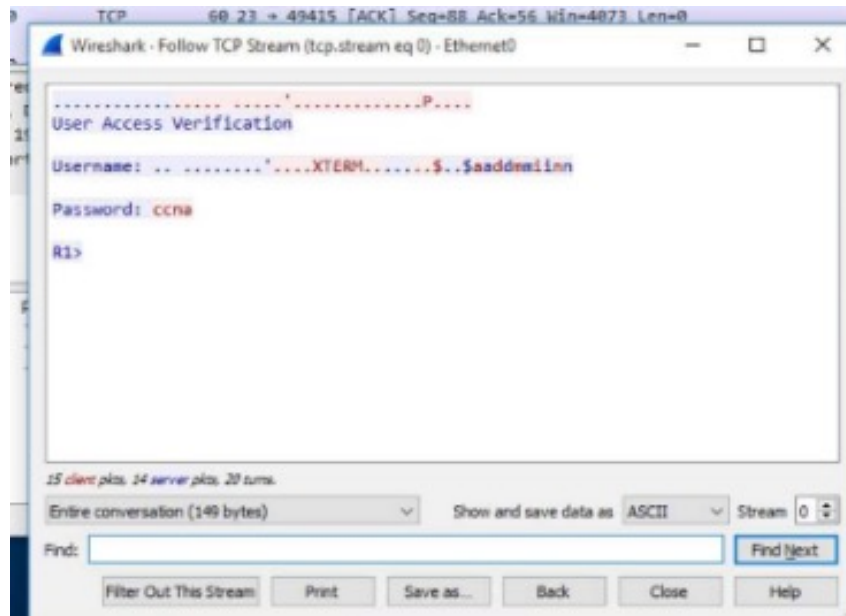 TCP 60 23 → 49415 [ACK] Seq=88 Ack=56 Win=4073 Len=0
Wireshark · Follow TCP Stream (tcp.stream eq 0) · Ethernet0
................. .....'.............P....
User Access Verification
Username: .. ........'....XTERM.......$..$aaddmmiinn
Password: ccna
R1>
15 client pkts, 14 server pkts, 20 turns.
Entire conversation (149 bytes)
Show and save data as
ASCII
Stream 0
Find:
Find Next
Filter Out This Stream
Print
Save as...
Back
Close
Help